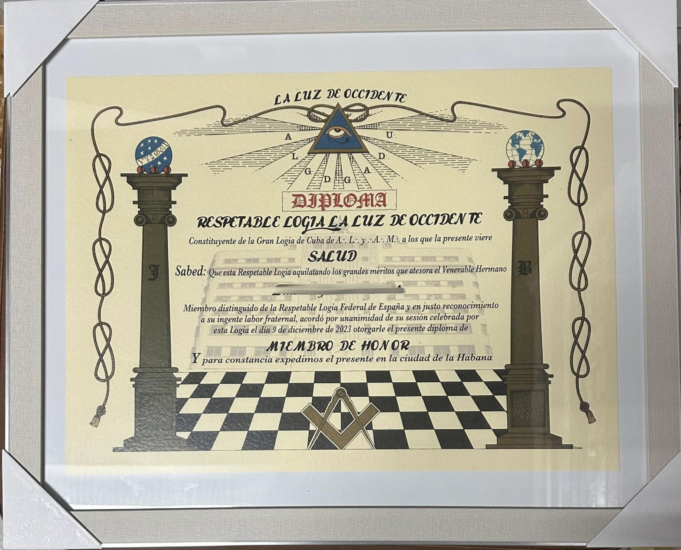 LA LUZ DE OCCIDENTE
A L G D G A D U
DIPLOMA
RESPETABLE LOGIA LA LUZ DE OCCIDENTE
Constituyente de la Gran Logia de Cuba de A∴ L∴ y ∴A∴ M∴ a los que la presente viere
SALUD
Sabed: Que esta Respetable Logia aquilatando los grandes méritos que atesora el Venerable Hermano
Miembro distinguido de la Respetable Logia Federal de España y en justo reconocimiento
a su ingente labor fraternal, acordó por unanimidad de su sesión celebrada por
esta Logia el día 9 de diciembre de 2023 otorgarle el presente diploma de
MIEMBRO DE HONOR
Y para constancia expedimos el presente en la ciudad de la Habana
J
B